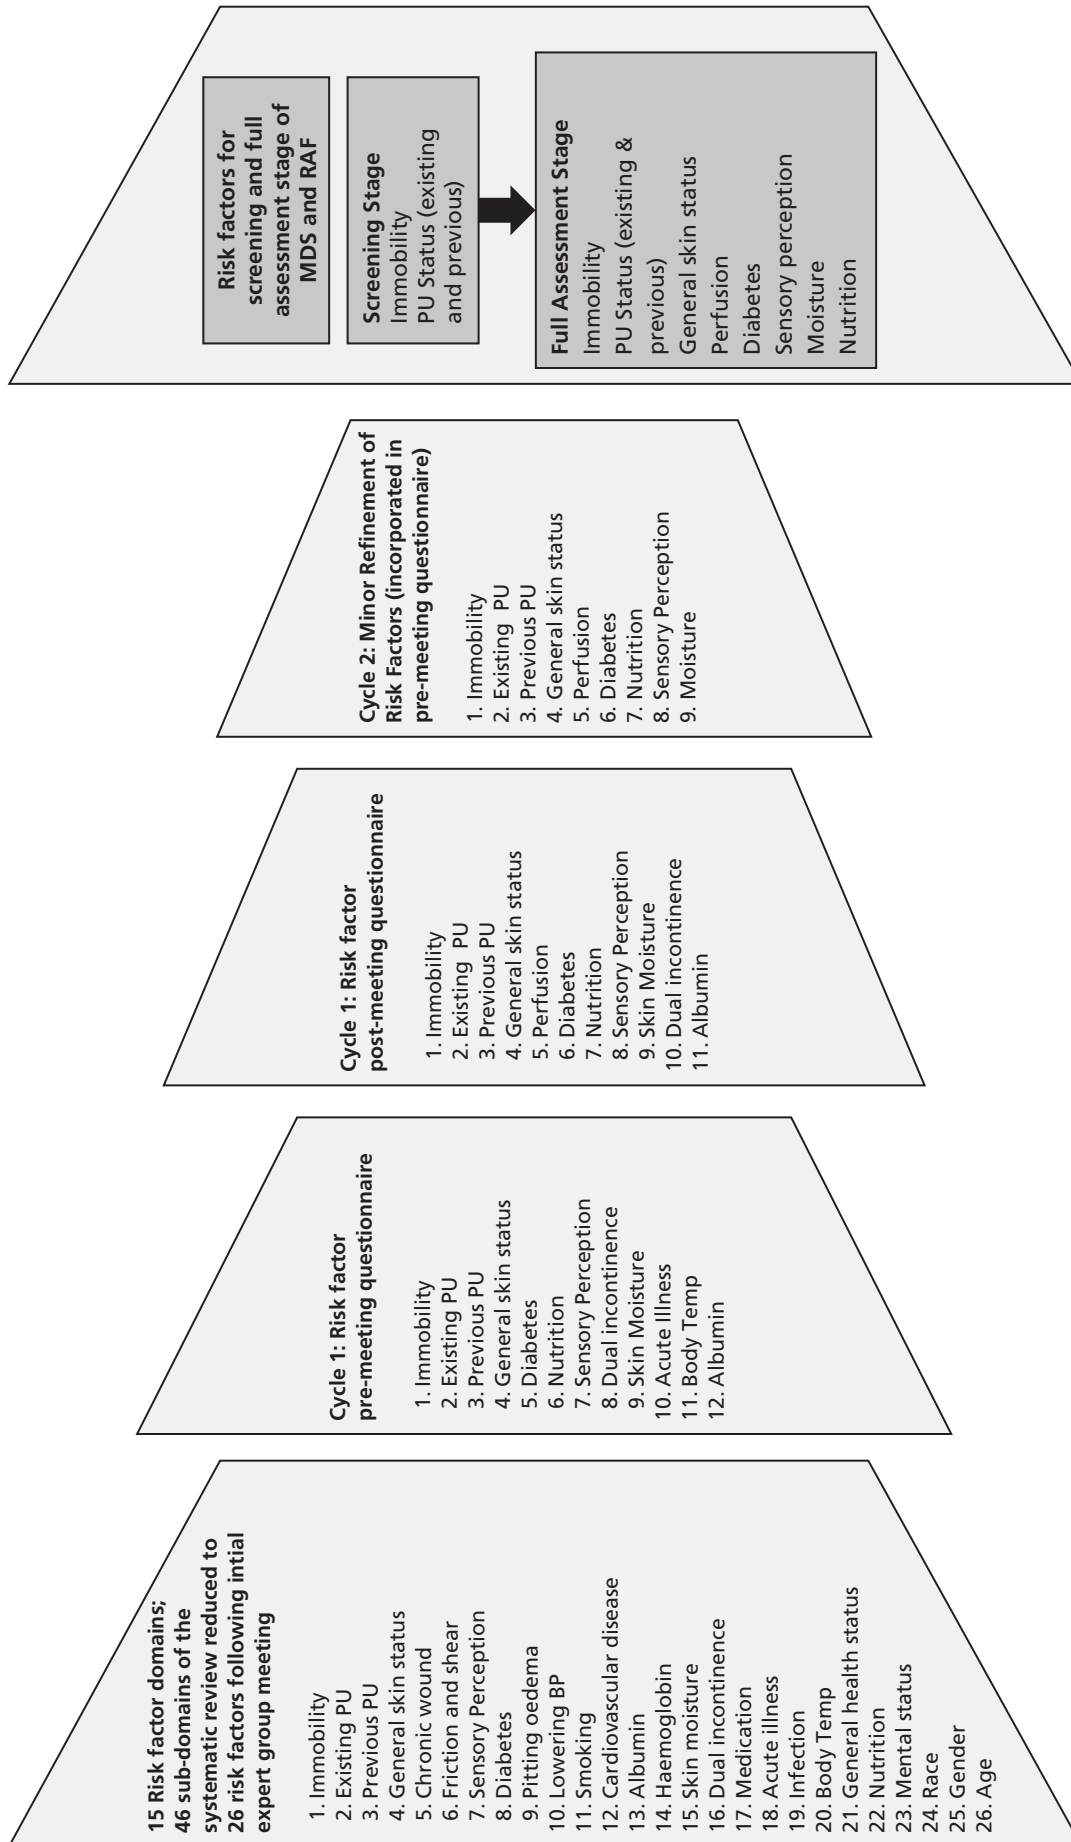 15 Risk factor domains;
46 sub-domains of the
systematic review reduced to
26 risk factors following intial
expert group meeting
1. Immobility
2. Existing PU
3. Previous PU
4. General skin status
5. Chronic wound
6. Friction and shear
7. Sensory Perception
8. Diabetes
9. Pitting oedema
10. Lowering BP
11. Smoking
12. Cardiovascular disease
13. Albumin
14. Haemoglobin
15. Skin moisture
16. Dual incontinence
17. Medication
18. Acute illness
19. Infection
20. Body Temp
21. General health status
22. Nutrition
23. Mental status
24. Race
25. Gender
26. Age
Cycle 1: Risk factor
pre-meeting questionnaire
1. Immobility
2. Existing PU
3. Previous PU
4. General skin status
5. Diabetes
6. Nutrition
7. Sensory Perception
8. Dual incontinence
9. Skin Moisture
10. Acute Illness
11. Body Temp
12. Albumin
Cycle 1: Risk factor
post-meeting questionnaire
1. Immobility
2. Existing PU
3. Previous PU
4. General skin status
5. Perfusion
6. Diabetes
7. Nutrition
8. Sensory Perception
9. Skin Moisture
10. Dual incontinence
11. Albumin
Cycle 2: Minor Refinement of
Risk Factors (incorporated in
pre-meeting questionnaire)
1. Immobility
2. Existing PU
3. Previous PU
4. General skin status
5. Perfusion
6. Diabetes
7. Nutrition
8. Sensory Perception
9. Moisture
Risk factors for
screening and full
assessment stage of
MDS and RAF
Screening Stage
Immobility
PU Status (existing
and previous)
Full Assessment Stage
Immobility
PU Status (existing &
previous)
General skin status
Perfusion
Diabetes
Sensory perception
Moisture
Nutrition